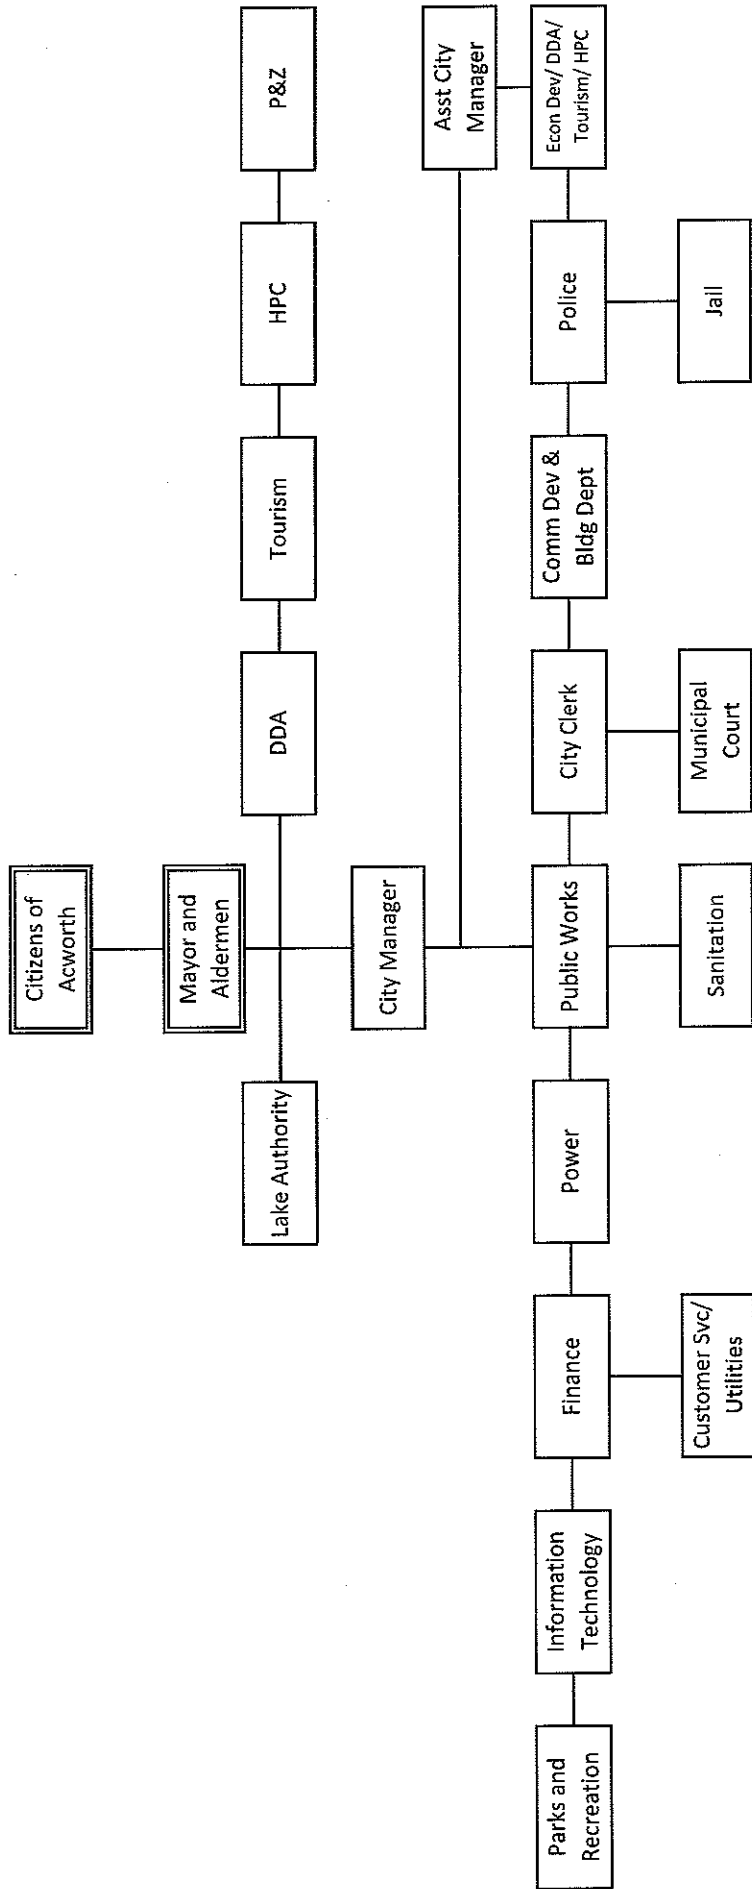 Citizens of
Acworth
Mayor and
Aldermen
Lake Authority
DDA
Tourism
HPC
P&Z
City Manager
Asst City
Manager
Parks and
Recreation
Information
Technology
Finance
Power
Public Works
City Clerk
Comm Dev &
Bldg Dept
Police
Econ Dev/ DDA/
Tourism/ HPC
Customer Svc/
Utilities
Sanitation
Municipal
Court
Jail